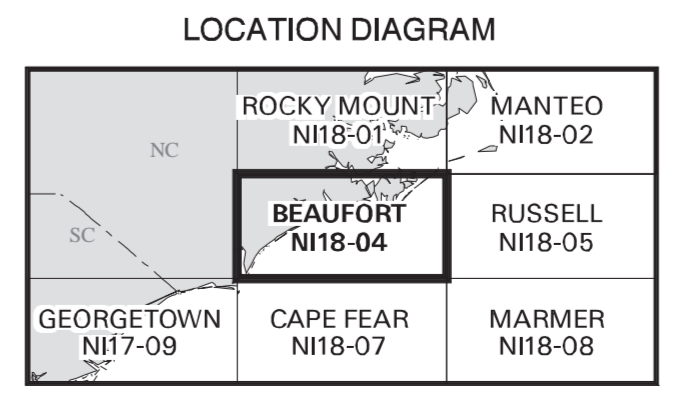 LOCATION DIAGRAM
ROCKY MOUNT
NI18-01
MANTEO
NI18-02
NC
SC
BEAUFORT
NI18-04
RUSSELL
NI18-05
GEORGETOWN
NI17-09
CAPE FEAR
NI18-07
MARMER
NI18-08